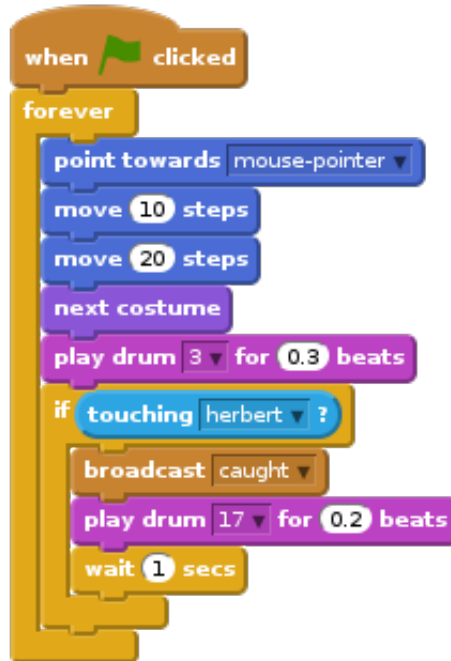 when clicked
forever
point towards mouse-pointer
move 10 steps
move 20 steps
next costume
play drum 3 for 0.3 beats
if touching herbert ?
broadcast caught
play drum 17 for 0.2 beats
wait 1 secs